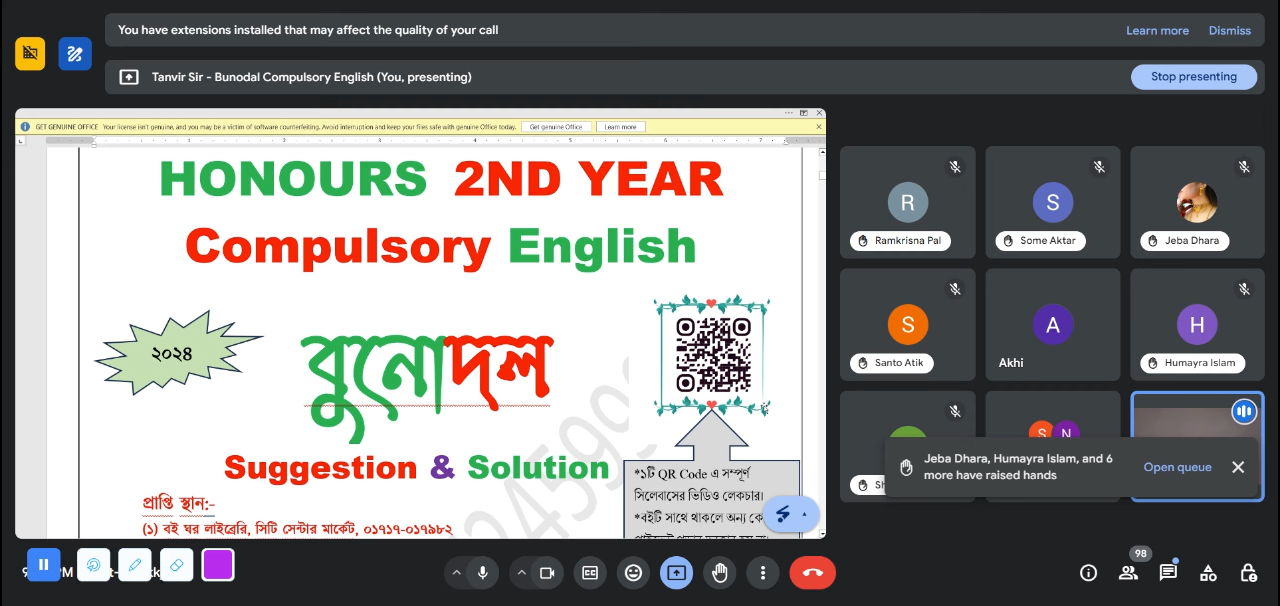 You have extensions installed that may affect the quality of your call
Learn more
Dismiss
Tanvir Sir - Bunodal Compulsory English (You, presenting)
Stop presenting
GET GENUINE OFFICE Your license isn't genuine, and you may be a victim of software counterfeiting. Avoid interruption and keep your files safe with genuine Office today.
Get genuine Office
Learn more
HONOURS 2ND YEAR
Compulsory English
২০২৪
বুনোদল
Suggestion & Solution
প্রাপ্তি স্থান:-
(১) বই ঘর লাইব্রেরি, সিটি সেন্টার মার্কেট, ০১৭১৭-০১৭৯৮২
*১টি QR Code এ সম্পূর্ণ
সিলেবাসের ভিডিও লেকচার।
*বইটি সাথে থাকলে অন্য
R
Ramkrisna Pal
S
Some Aktar
Jeba Dhara
S
Santo Atik
A
Akhi
H
Humayra Islam
S N
Jeba Dhara, Humayra Islam, and 6
more have raised hands
Open queue
98